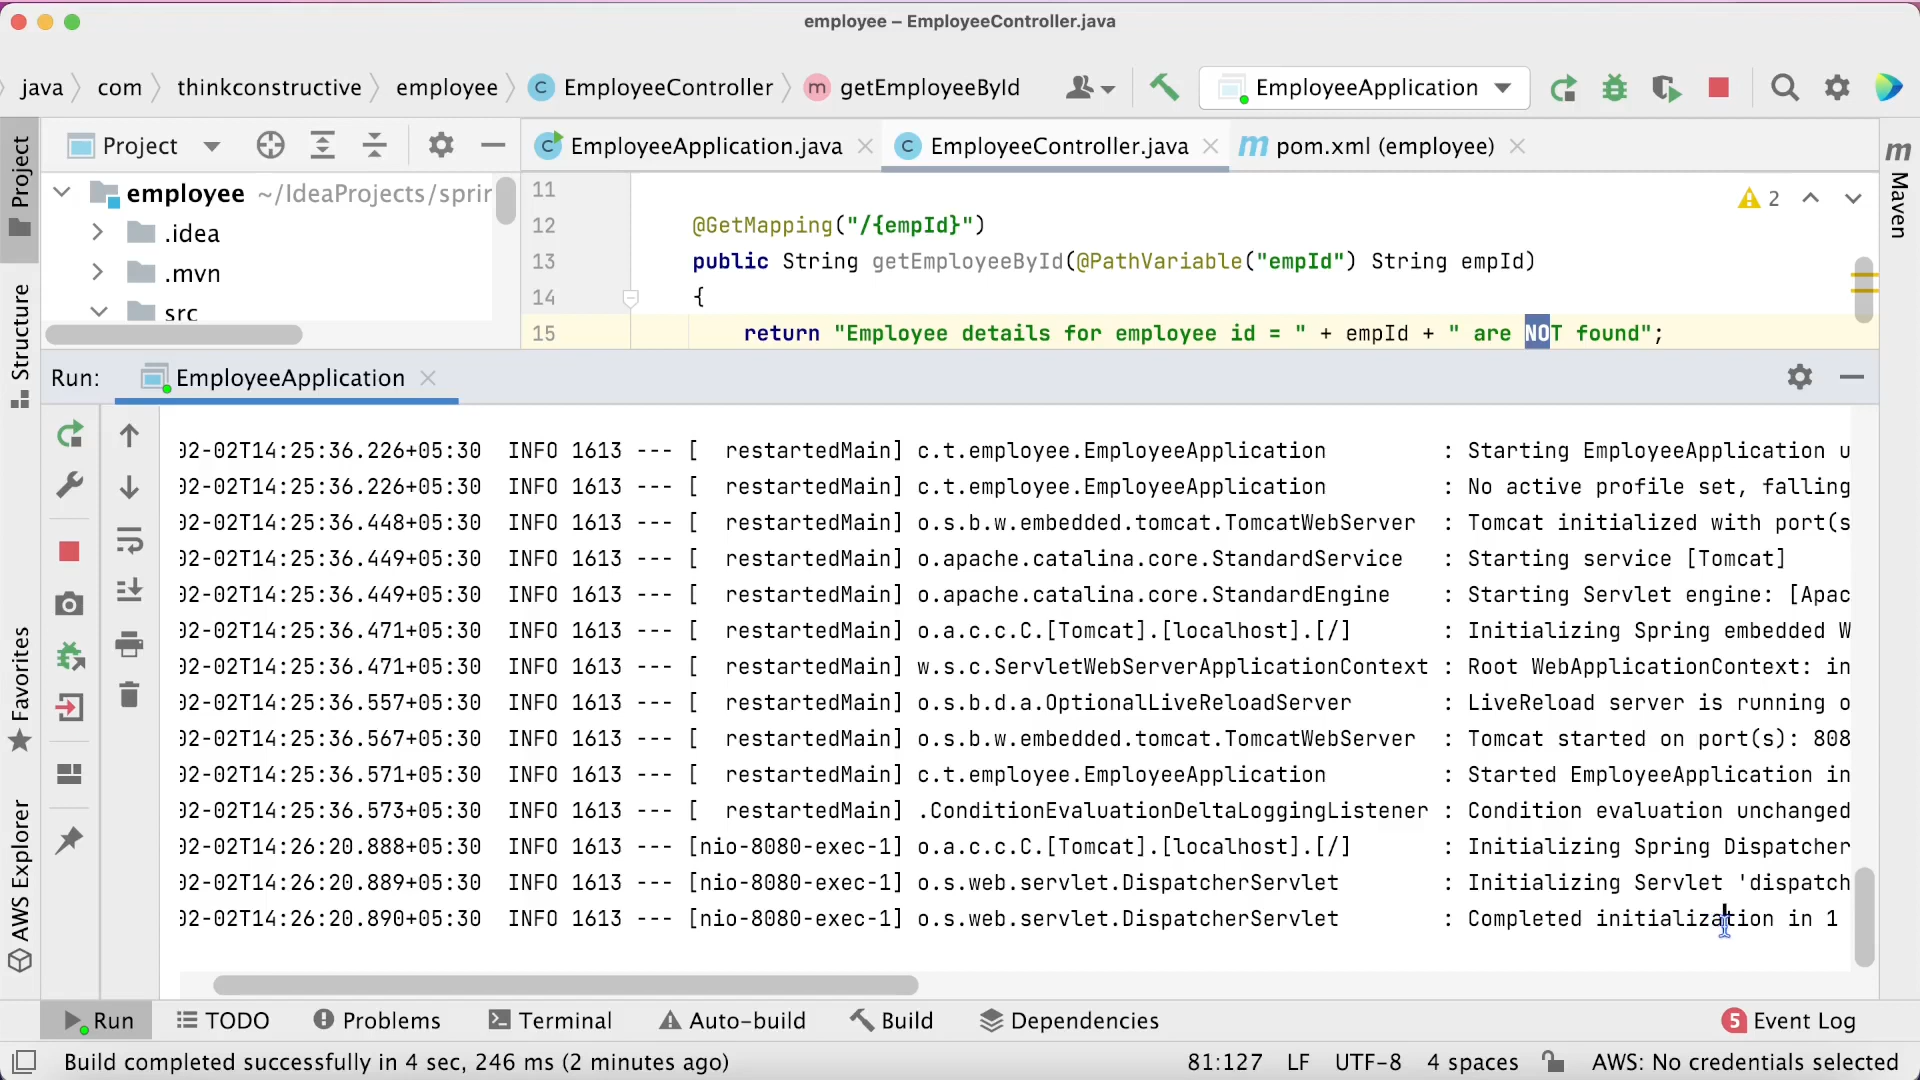 employee – EmployeeController.java
java com thinkconstructive employee C EmployeeController m getEmployeeById EmployeeApplication
Project C EmployeeApplication.java C EmployeeController.java m pom.xml (employee)
Project
Structure
Favorites
AWS Explorer
m Maven
employee ~/IdeaProjects/sprin
.idea
.mvn
src
11
12 @GetMapping("/{empId}")
13 public String getEmployeeById(@PathVariable("empId") String empId)
14 {
15 return "Employee details for employee id = " + empId + " are NOT found";
2
Run: EmployeeApplication
02-02T14:25:36.226+05:30 INFO 1613 --- [ restartedMain] c.t.employee.EmployeeApplication : Starting EmployeeApplication u
02-02T14:25:36.226+05:30 INFO 1613 --- [ restartedMain] c.t.employee.EmployeeApplication : No active profile set, falling
02-02T14:25:36.448+05:30 INFO 1613 --- [ restartedMain] o.s.b.w.embedded.tomcat.TomcatWebServer : Tomcat initialized with port(s
02-02T14:25:36.449+05:30 INFO 1613 --- [ restartedMain] o.apache.catalina.core.StandardService : Starting service [Tomcat]
02-02T14:25:36.449+05:30 INFO 1613 --- [ restartedMain] o.apache.catalina.core.StandardEngine : Starting Servlet engine: [Apac
02-02T14:25:36.471+05:30 INFO 1613 --- [ restartedMain] o.a.c.c.C.[Tomcat].[localhost].[/] : Initializing Spring embedded W
02-02T14:25:36.471+05:30 INFO 1613 --- [ restartedMain] w.s.c.ServletWebServerApplicationContext : Root WebApplicationContext: in
02-02T14:25:36.557+05:30 INFO 1613 --- [ restartedMain] o.s.b.d.a.OptionalLiveReloadServer : LiveReload server is running o
02-02T14:25:36.567+05:30 INFO 1613 --- [ restartedMain] o.s.b.w.embedded.tomcat.TomcatWebServer : Tomcat started on port(s): 808
02-02T14:25:36.571+05:30 INFO 1613 --- [ restartedMain] c.t.employee.EmployeeApplication : Started EmployeeApplication in
02-02T14:25:36.573+05:30 INFO 1613 --- [ restartedMain] .ConditionEvaluationDeltaLoggingListener : Condition evaluation unchanged
02-02T14:26:20.888+05:30 INFO 1613 --- [nio-8080-exec-1] o.a.c.c.C.[Tomcat].[localhost].[/] : Initializing Spring Dispatcher
02-02T14:26:20.889+05:30 INFO 1613 --- [nio-8080-exec-1] o.s.web.servlet.DispatcherServlet : Initializing Servlet 'dispatch
02-02T14:26:20.890+05:30 INFO 1613 --- [nio-8080-exec-1] o.s.web.servlet.DispatcherServlet : Completed initialization in 1
Run TODO Problems Terminal Auto-build Build Dependencies 5 Event Log
Build completed successfully in 4 sec, 246 ms (2 minutes ago) 81:127 LF UTF-8 4 spaces AWS: No credentials selected